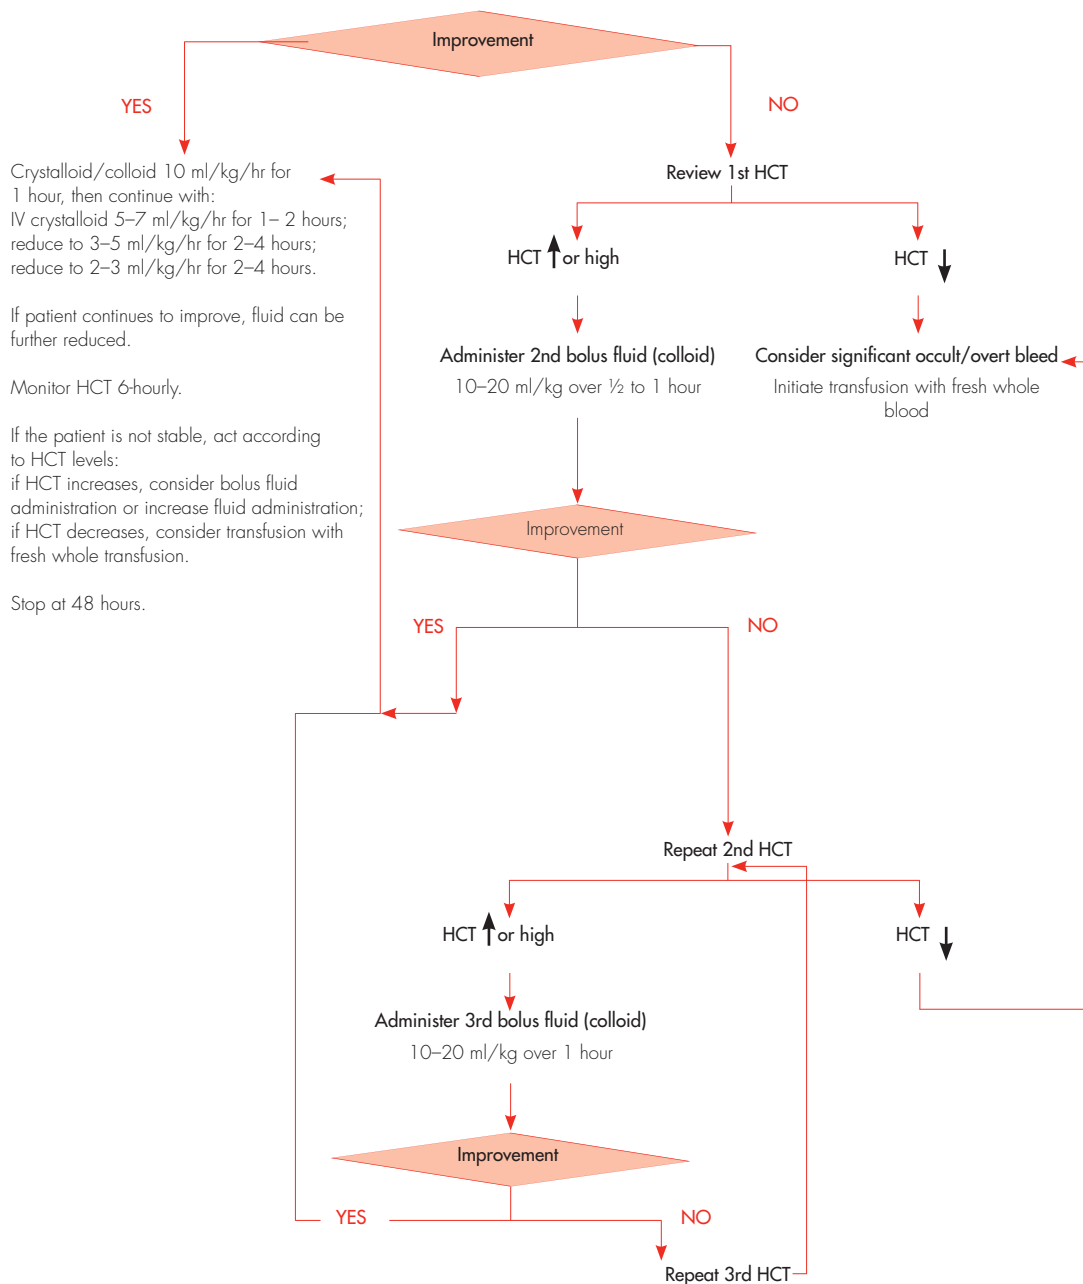 Improvement
YES
NO
Crystalloid/colloid 10 ml/kg/hr for
1 hour, then continue with:
IV crystalloid 5–7 ml/kg/hr for 1– 2 hours;
reduce to 3–5 ml/kg/hr for 2–4 hours;
reduce to 2–3 ml/kg/hr for 2–4 hours.
If patient continues to improve, fluid can be
further reduced.
Monitor HCT 6-hourly.
If the patient is not stable, act according
to HCT levels:
if HCT increases, consider bolus fluid
administration or increase fluid administration;
if HCT decreases, consider transfusion with
fresh whole transfusion.
Stop at 48 hours.
Review 1st HCT
HCT ↑ or high
HCT ↓
Administer 2nd bolus fluid (colloid)
10–20 ml/kg over ½ to 1 hour
Consider significant occult/overt bleed
Initiate transfusion with fresh whole
blood
Improvement
YES
NO
Repeat 2nd HCT
HCT ↑ or high
HCT ↓
Administer 3rd bolus fluid (colloid)
10–20 ml/kg over 1 hour
Improvement
YES
NO
Repeat 3rd HCT